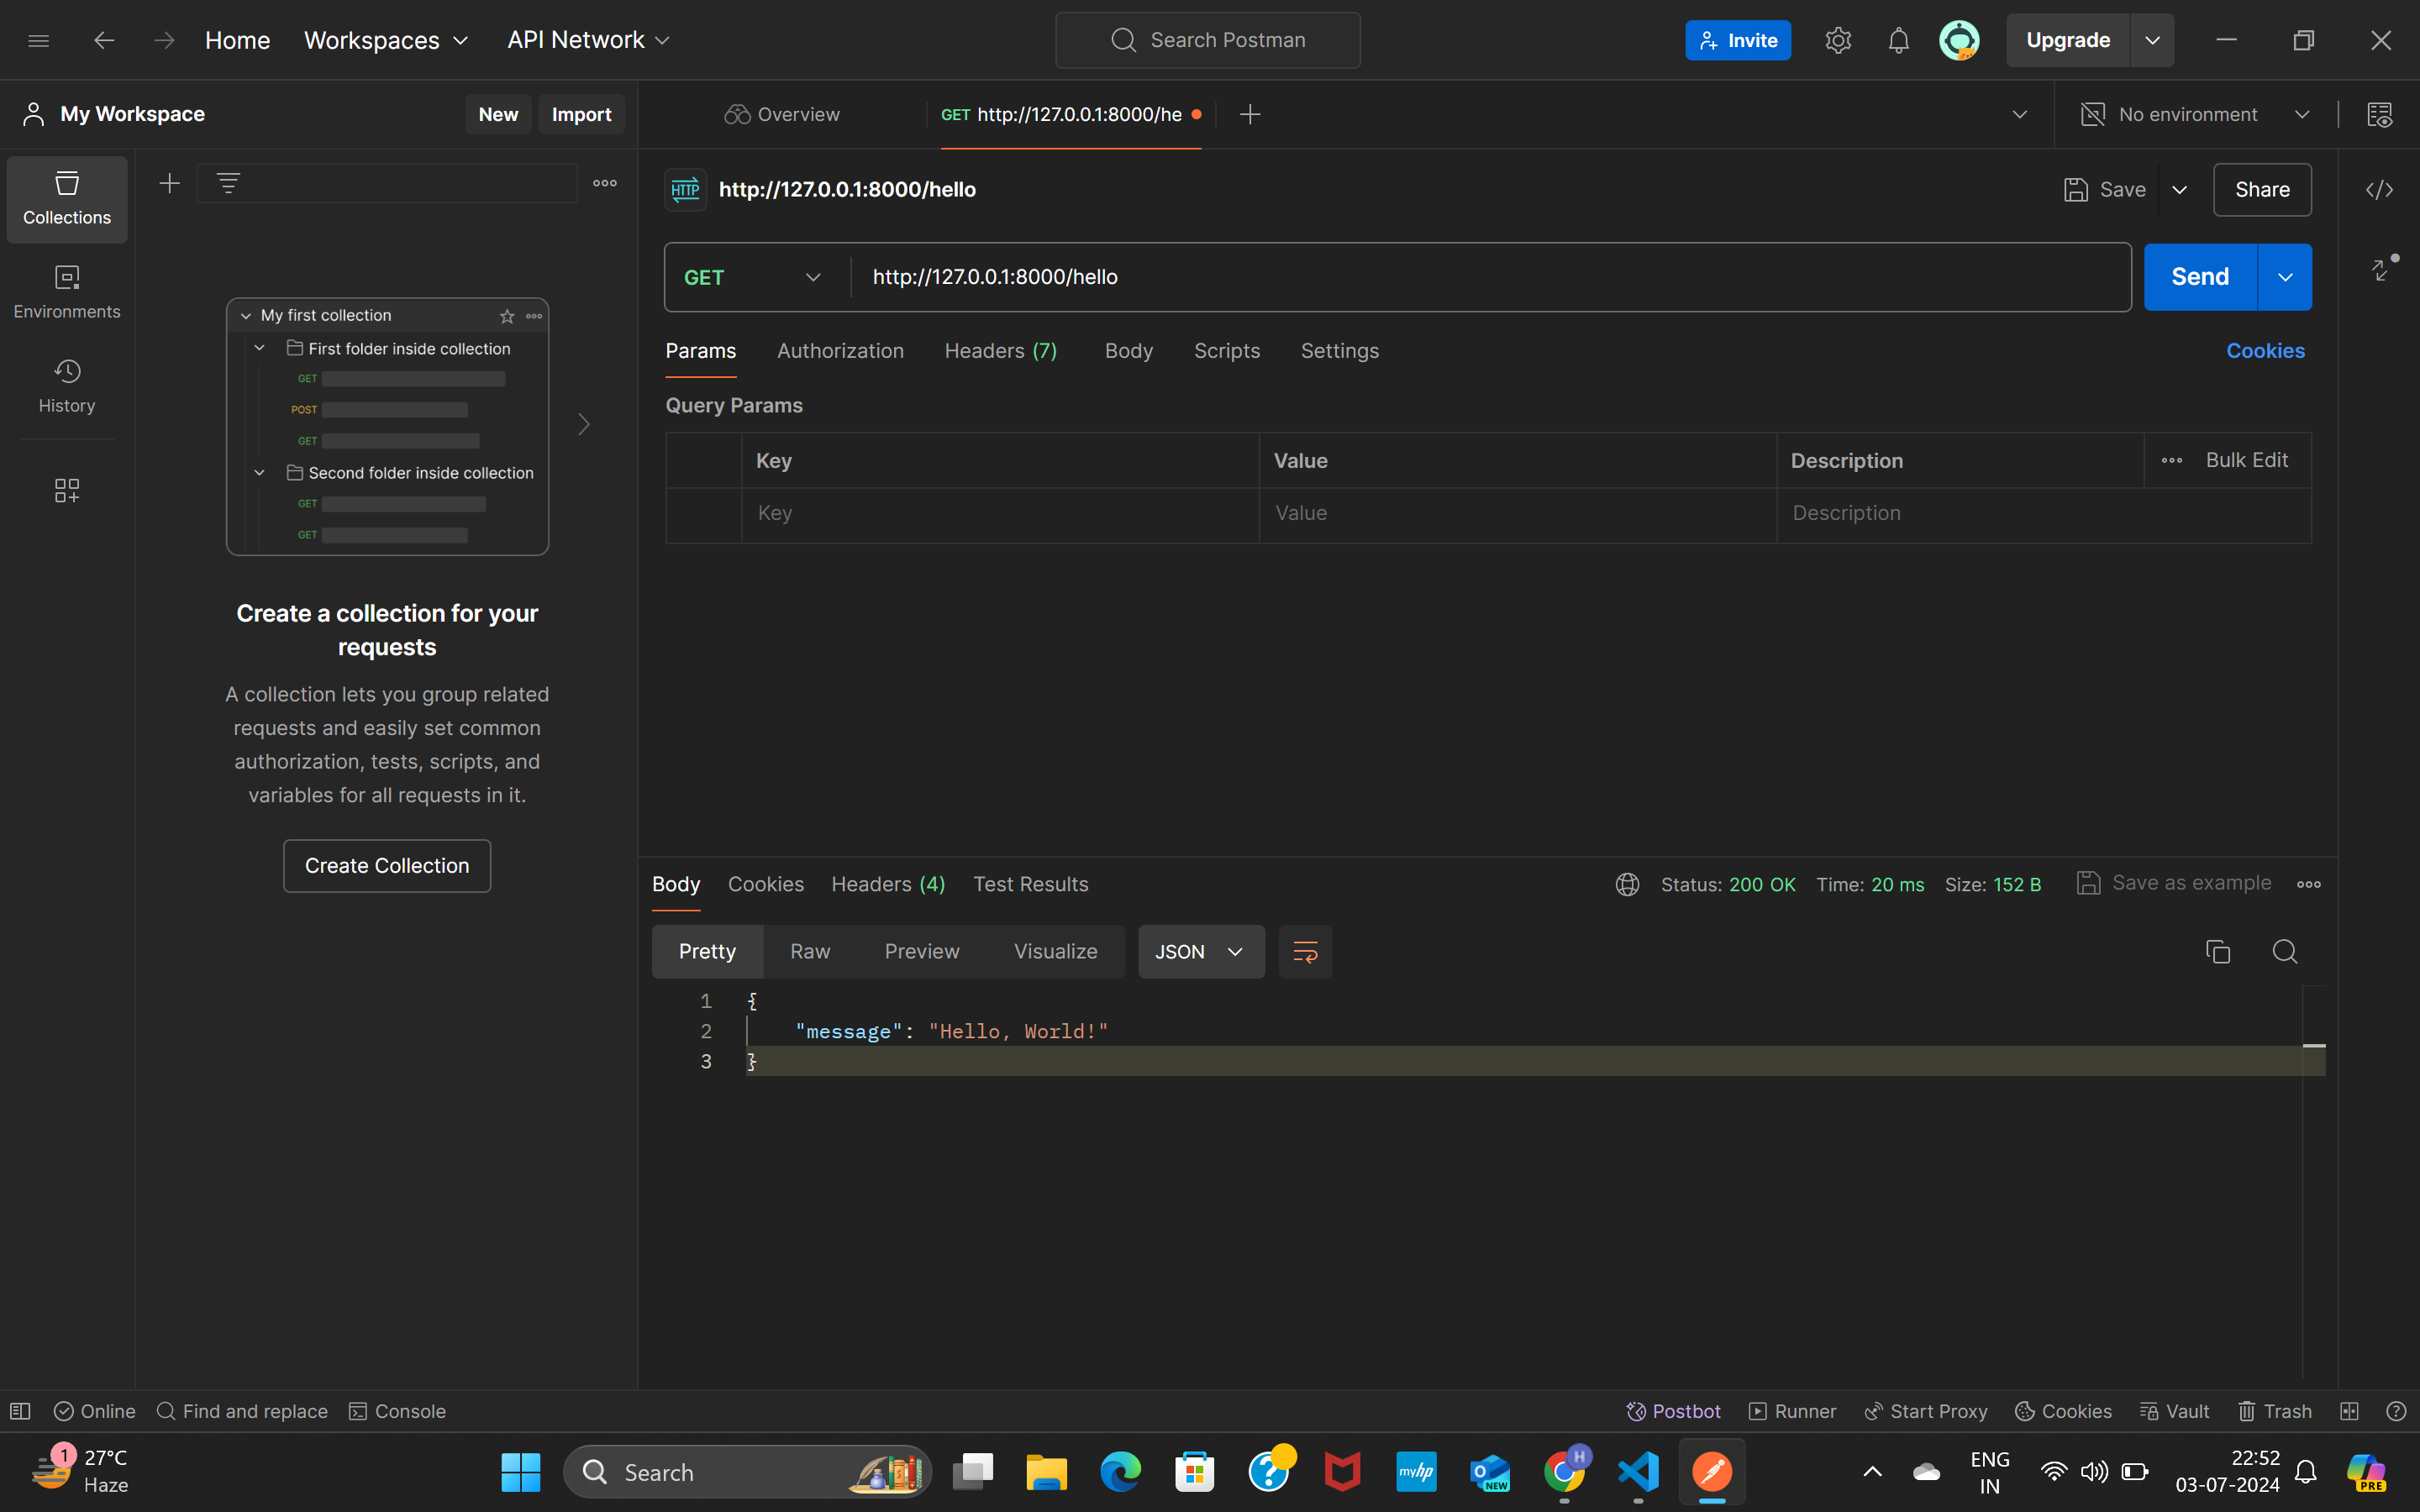 Home Workspaces API Network Search Postman Invite Upgrade
My Workspace New Import Overview GET http://127.0.0.1:8000/he No environment
Collections
Environments
History
My first collection
First folder inside collection
GET
POST
GET
Second folder inside collection
GET
GET
Create a collection for your
requests
A collection lets you group related
requests and easily set common
authorization, tests, scripts, and
variables for all requests in it.
Create Collection
HTTP http://127.0.0.1:8000/hello Save Share
GET http://127.0.0.1:8000/hello Send
Params Authorization Headers (7) Body Scripts Settings Cookies
Query Params
Key Value Description Bulk Edit
Key Value Description
Body Cookies Headers (4) Test Results Status: 200 OK Time: 20 ms Size: 152 B Save as example
Pretty Raw Preview Visualize JSON
1 {
2 "message": "Hello, World!"
3 }
Online Find and replace Console Postbot Runner Start Proxy Cookies Vault Trash
1 27°C
Haze
Search
myhp
NEW
H
ENG
IN
22:52
03-07-2024
PRE